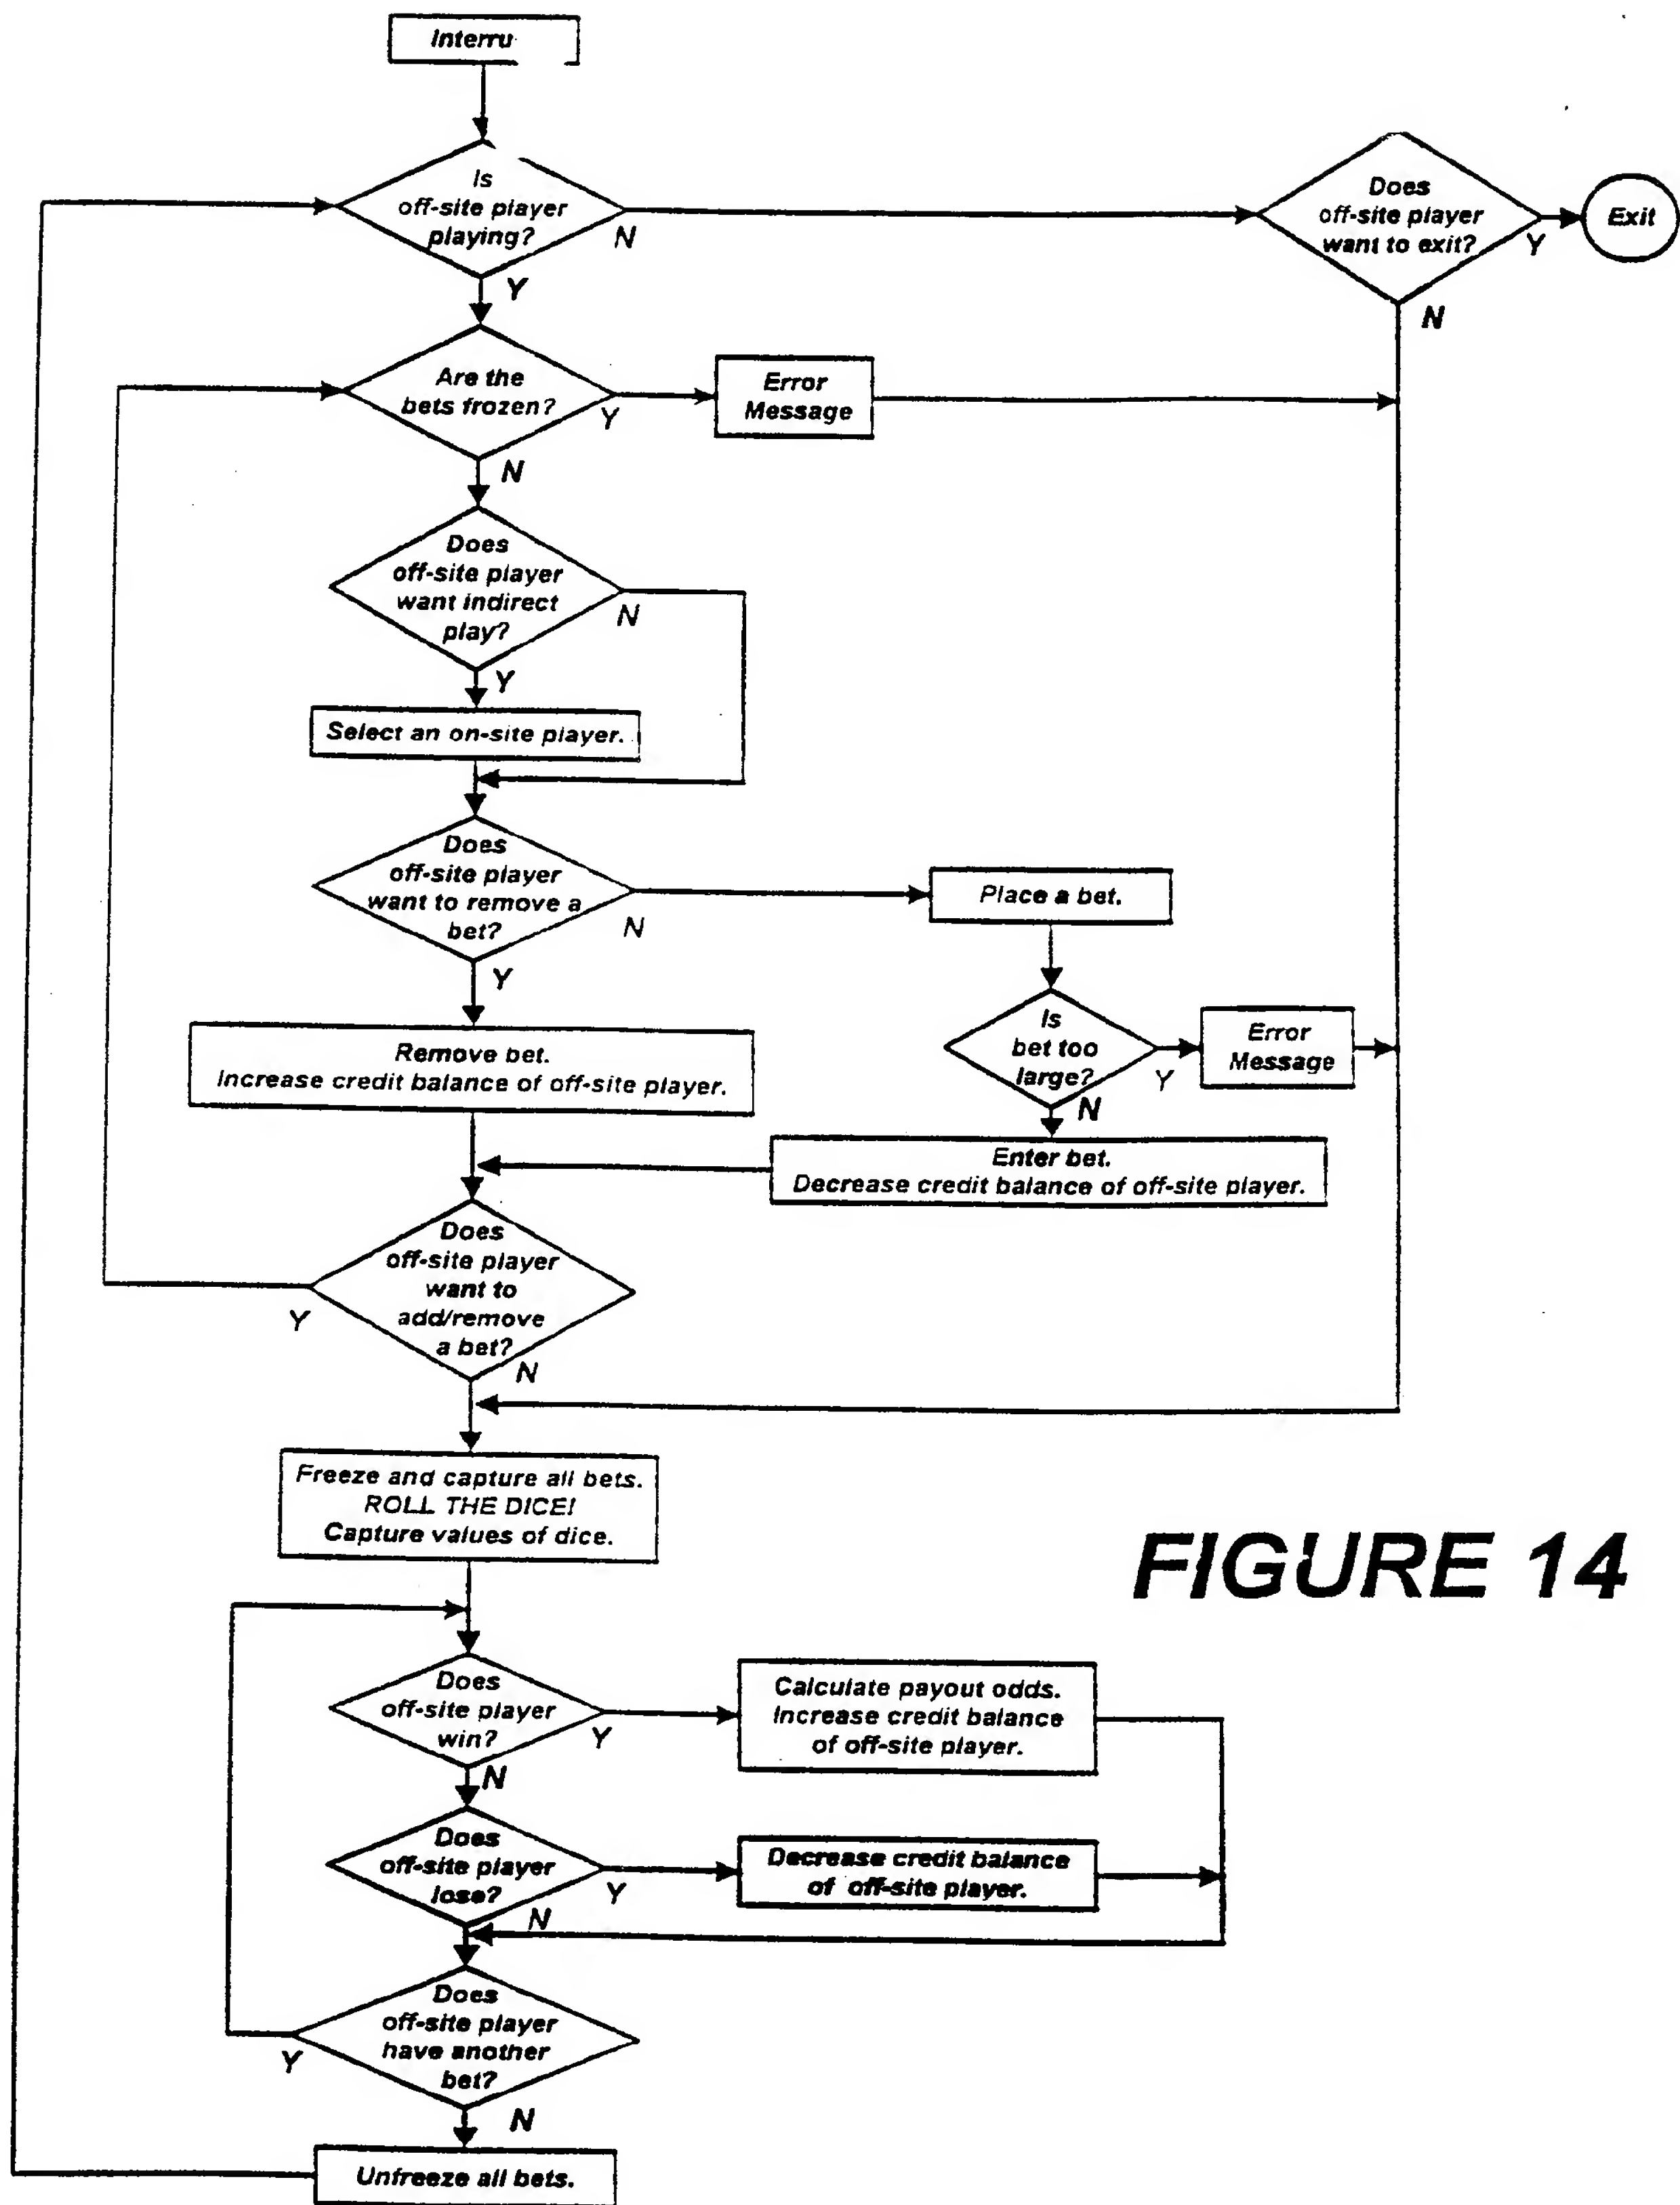 Interru
Is
off-site player
playing?
N
Y
Does
off-site player
want to exit?
Y
Exit
N
Are the
bets frozen?
Y
Error
Message
N
Does
off-site player
want indirect
play?
N
Y
Select an on-site player.
Does
off-site player
want to remove a
bet?
N
Place a bet.
Y
Is
bet too
large?
Y
Error
Message
N
Remove bet.
Increase credit balance of off-site player.
Enter bet.
Decrease credit balance of off-site player.
Does
off-site player
want to
add/remove
a bet?
Y
N
Freeze and capture all bets.
ROLL THE DICE!
Capture values of dice.
FIGURE 14
Does
off-site player
win?
Y
Calculate payout odds.
Increase credit balance
of off-site player.
N
Does
off-site player
lose?
Y
Decrease credit balance
of off-site player.
N
Does
off-site player
have another
bet?
Y
N
Unfreeze all bets.